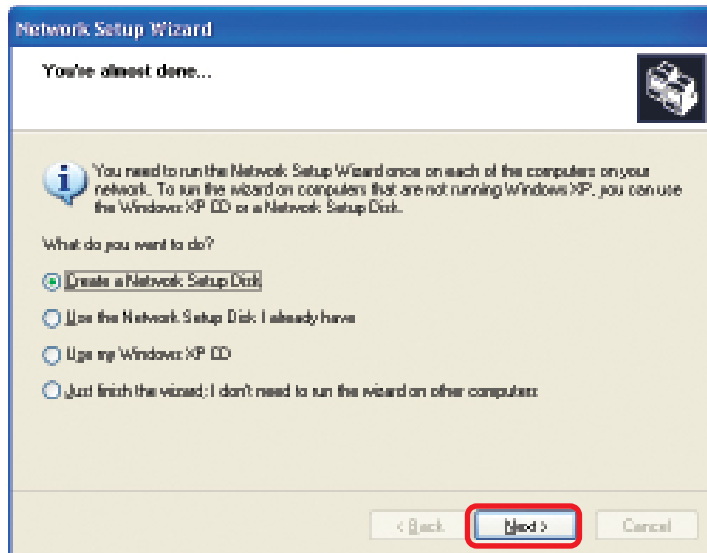 Network Setup Wizard
You're almost done...
You need to run the Network Setup Wizard once on each of the computers on your
network. To run the wizard on computers that are not running Windows XP, you can use
the Windows XP CD or a Network Setup Disk.
What do you want to do?
Create a Network Setup Disk
Use the Network Setup Disk I already have
Use my Windows XP CD
Just finish the wizard; I don't need to run the wizard on other computers
< Back
Next >
Cancel